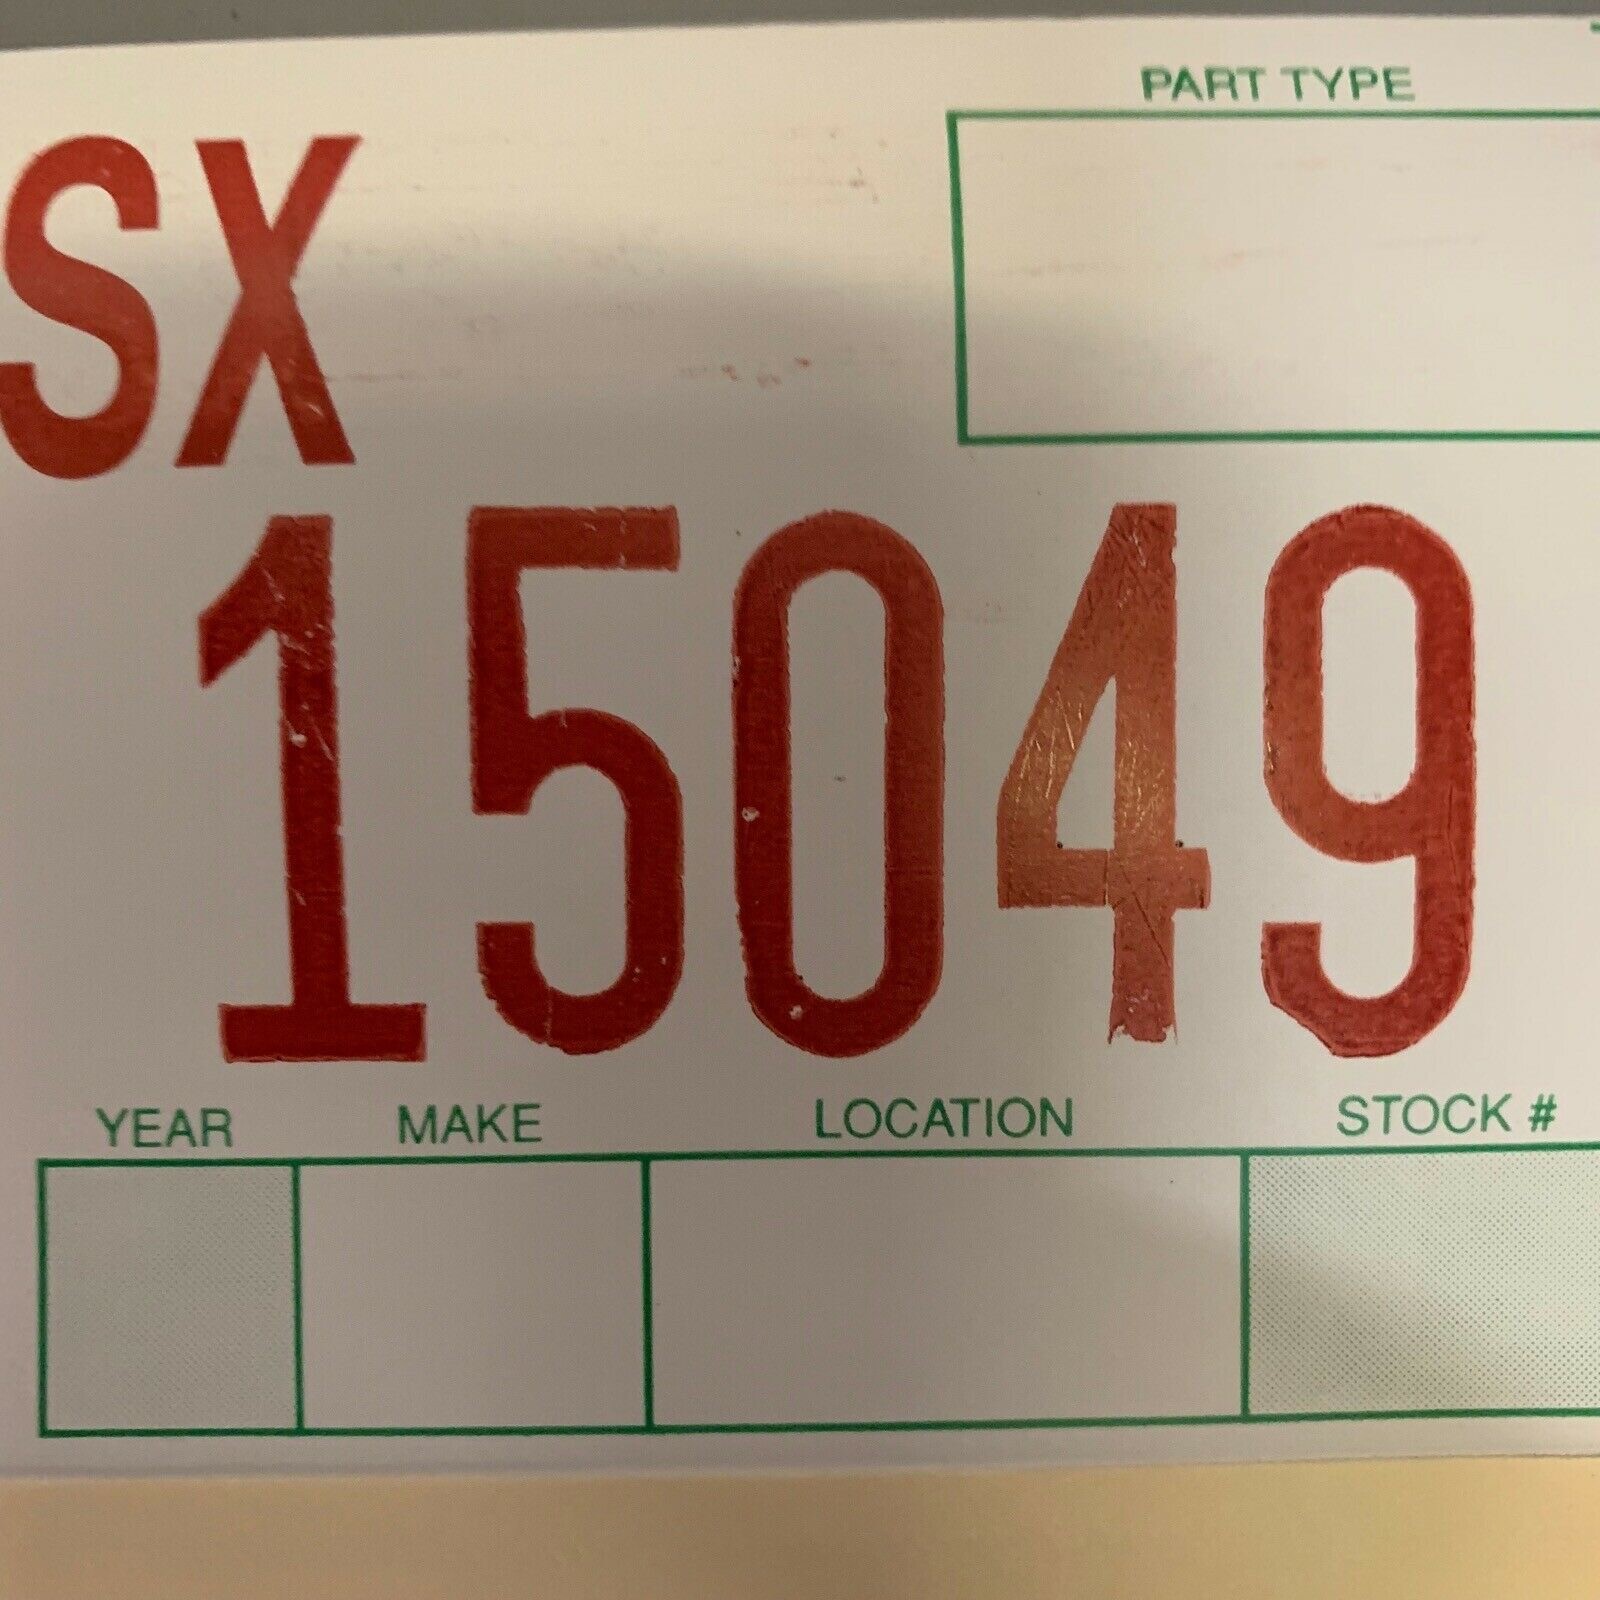 PART TYPE
SX
15049
YEAR MAKE LOCATION STOCK #